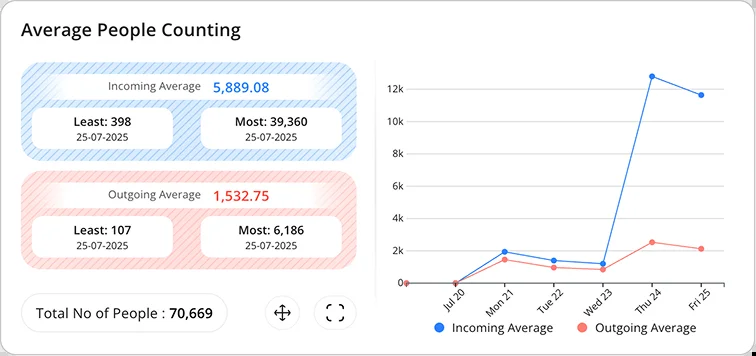 Average People Counting
Incoming Average 5,889.08
Least: 398
25-07-2025
Most: 39,360
25-07-2025
Outgoing Average 1,532.75
Least: 107
25-07-2025
Most: 6,186
25-07-2025
Total No of People : 70,669
12k
10k
8k
6k
4k
2k
0
Jul 20
Mon 21
Tue 22
Wed 23
Thu 24
Fri 25
Incoming Average
Outgoing Average